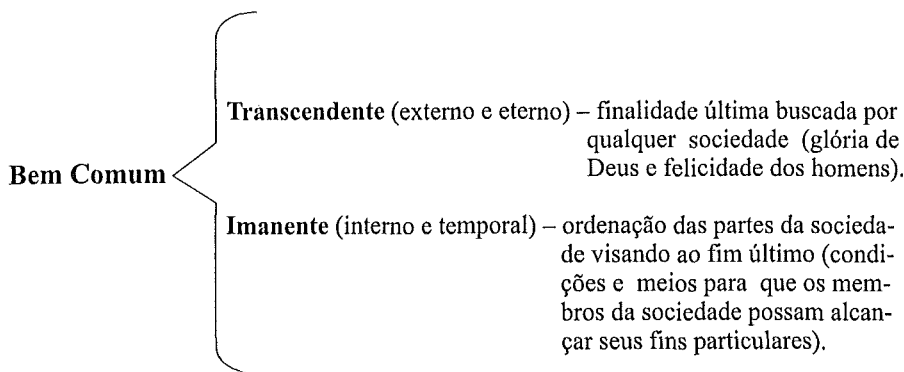 Transcendente (externo e eterno) – finalidade última buscada por
qualquer sociedade (glória de
Deus e felicidade dos homens).
Bem Comum
Imanente (interno e temporal) – ordenação das partes da socieda-
de visando ao fim último (condi-
ções e meios para que os mem-
bros da sociedade possam alcan-
çar seus fins particulares).